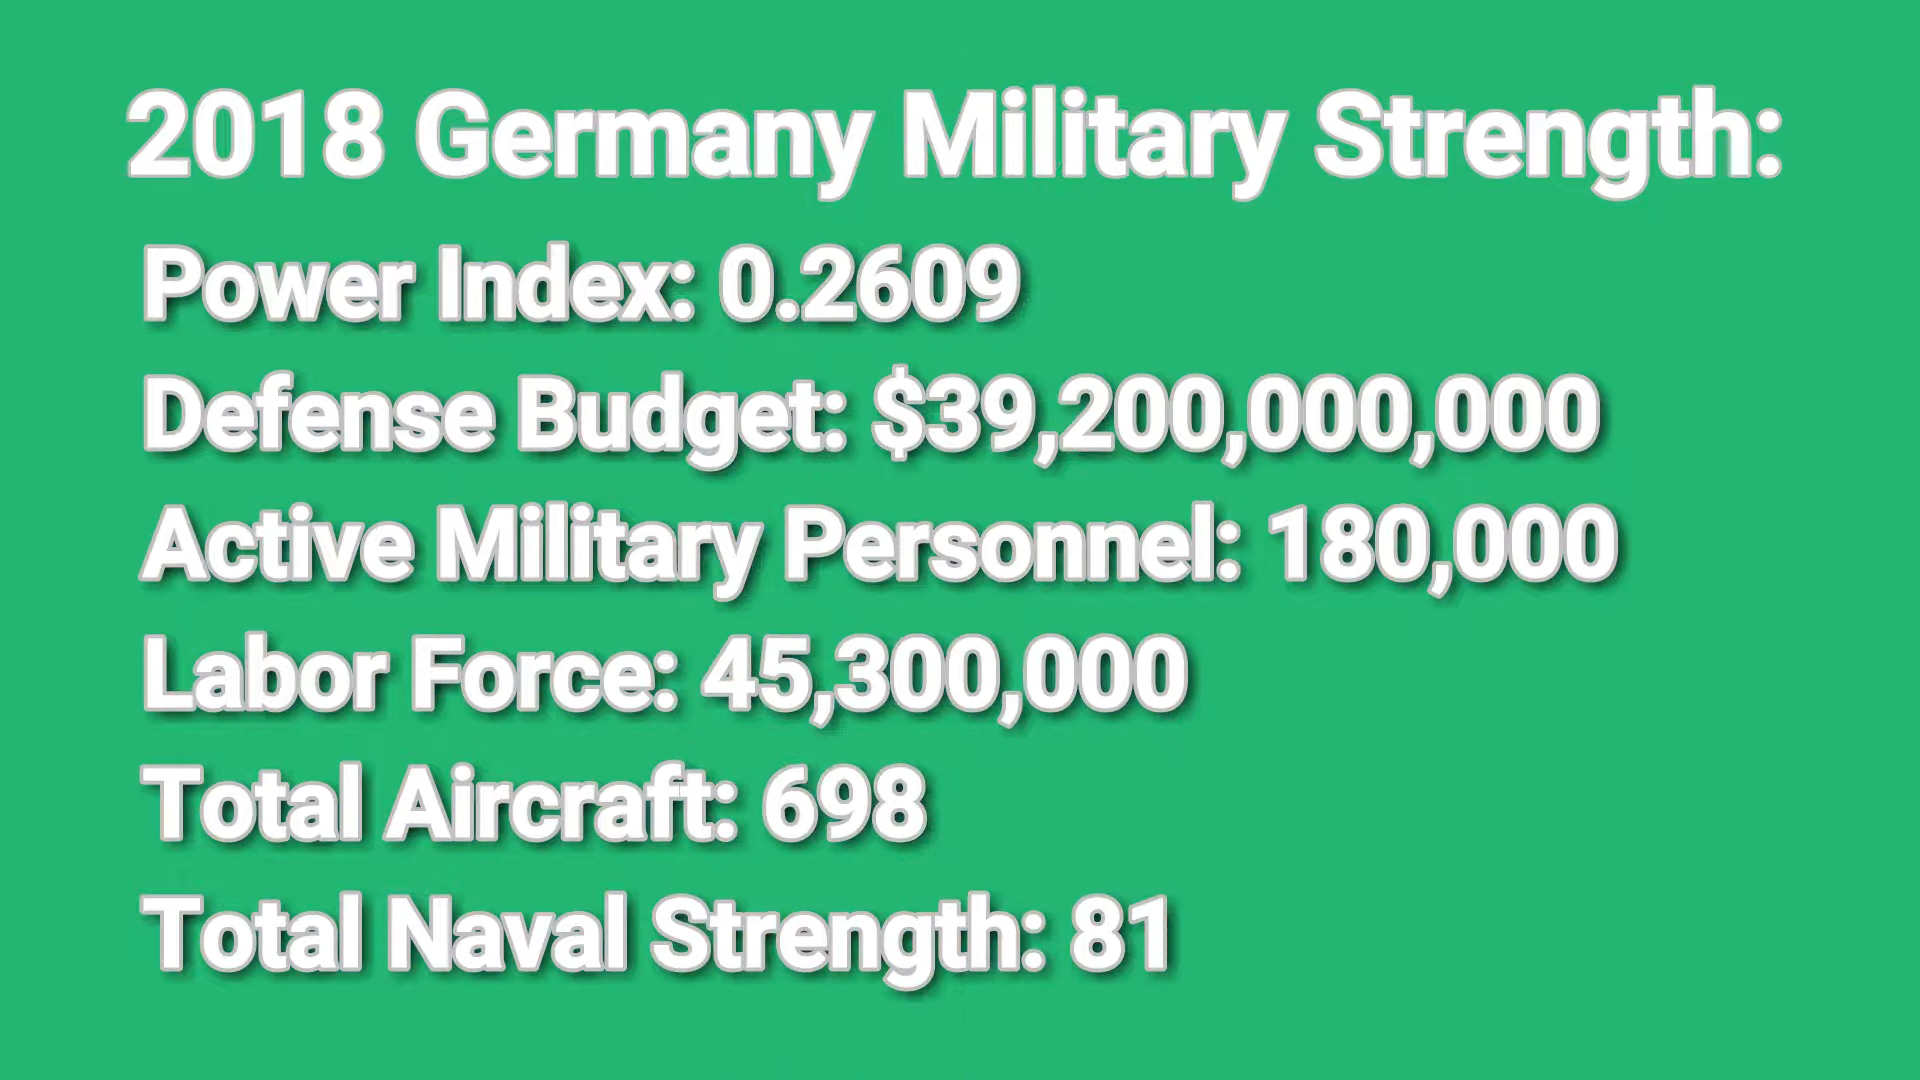 2018 Germany Military Strength:
Power Index: 0.2609
Defense Budget: $39,200,000,000
Active Military Personnel: 180,000
Labor Force: 45,300,000
Total Aircraft: 698
Total Naval Strength: 81